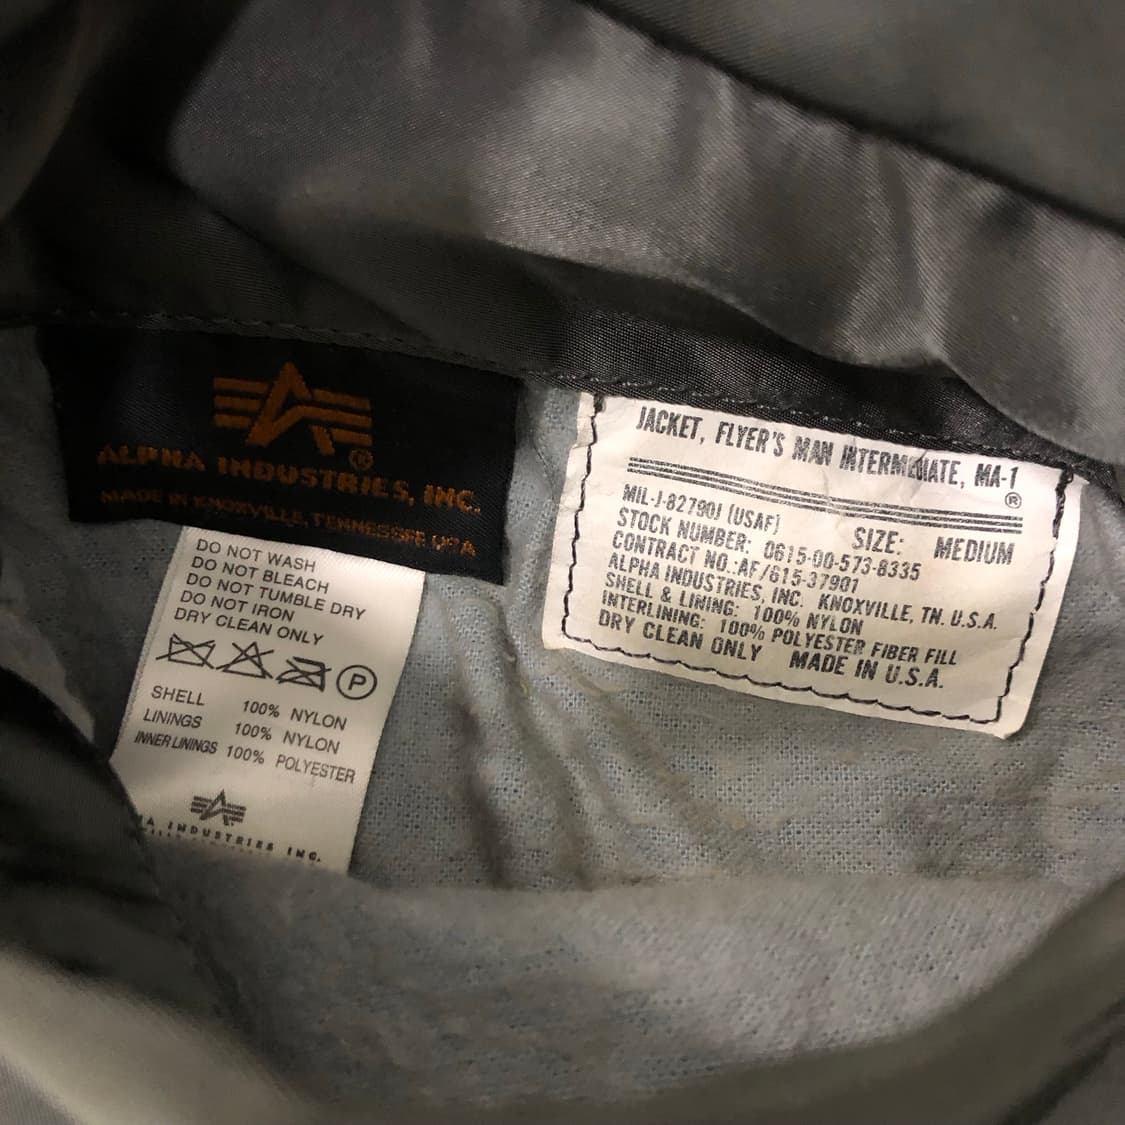 ®
ALPHA INDUSTRIES, INC.
MADE IN KNOXVILLE, TENNESSEE USA
DO NOT WASH
DO NOT BLEACH
DO NOT TUMBLE DRY
DO NOT IRON
DRY CLEAN ONLY
P
SHELL 100% NYLON
LININGS 100% NYLON
INNER LININGS 100% POLYESTER
INDUSTRIES INC.
JACKET, FLYER'S MAN INTERMEDIATE, MA-1
®
MIL-J-82790J (USAF)
SIZE: MEDIUM
STOCK NUMBER: 0615-00-573-8335
CONTRACT NO.:AF/615-37901
ALPHA INDUSTRIES, INC. KNOXVILLE, TN. U.S.A.
SHELL & LINING: 100% NYLON
INTERLINING: 100% POLYESTER FIBER FILL
DRY CLEAN ONLY MADE IN U.S.A.